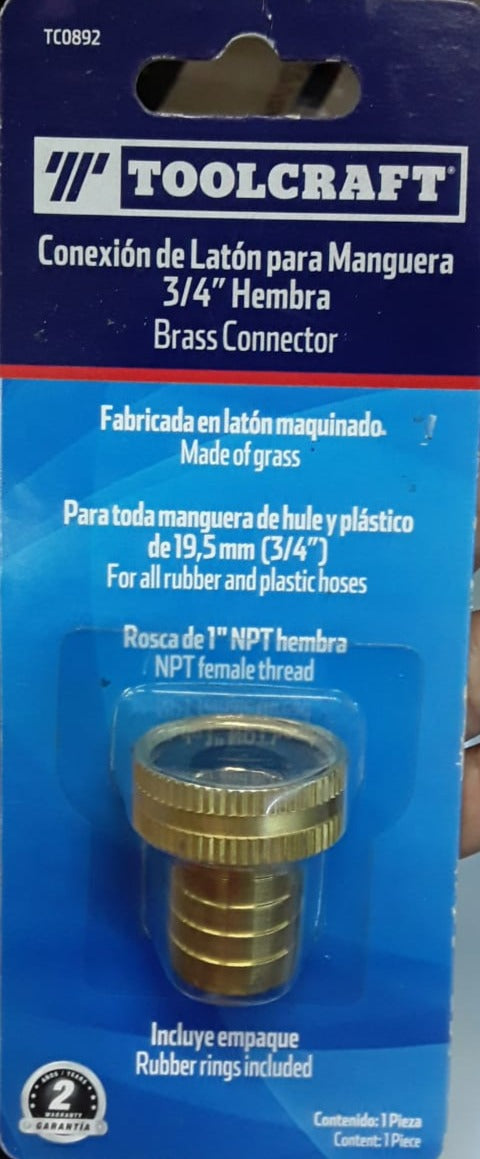 TC0892
TOOLCRAFT®
Conexión de Latón para Manguera
3/4" Hembra
Brass Connector
Fabricada en latón maquinado.
Made of grass
Para toda manguera de hule y plástico
de 19,5 mm (3/4")
For all rubber and plastic hoses
Rosca de 1" NPT hembra
NPT female thread
Incluye empaque
Rubber rings included
AÑOS / YEARS
2
WARRANTY
GARANTÍA
Contenido: 1 Pieza
Content: 1 Piece